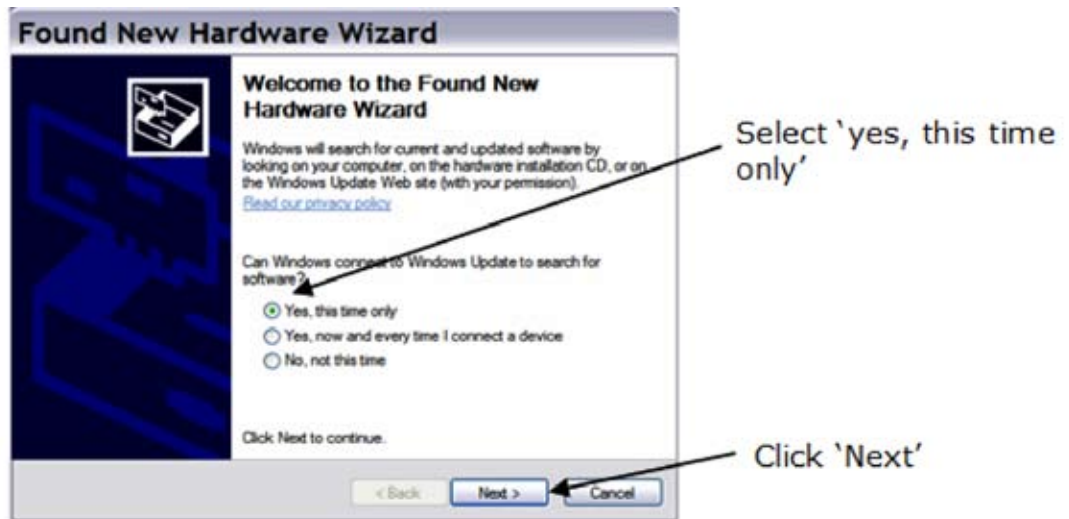 Found New Hardware Wizard
Welcome to the Found New
Hardware Wizard
Windows will search for current and updated software by
looking on your computer, on the hardware installation CD, or on
the Windows Update Web site (with your permission).
Read our privacy policy
Can Windows connect to Windows Update to search for
software?
Yes, this time only
Yes, now and every time I connect a device
No, not this time
Click Next to continue.
< Back
Next >
Cancel
Select ‘yes, this time
only’
Click ‘Next’